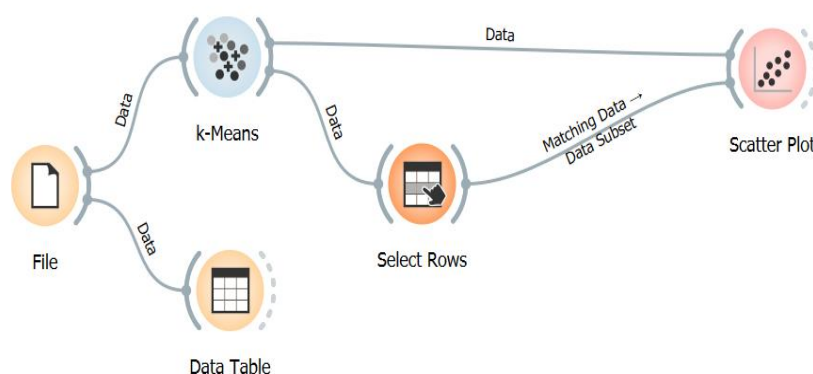 Data
k-Means
Data
Data
Matching Data →
Data Subset
Scatter Plot
File
Data
Select Rows
Data Table